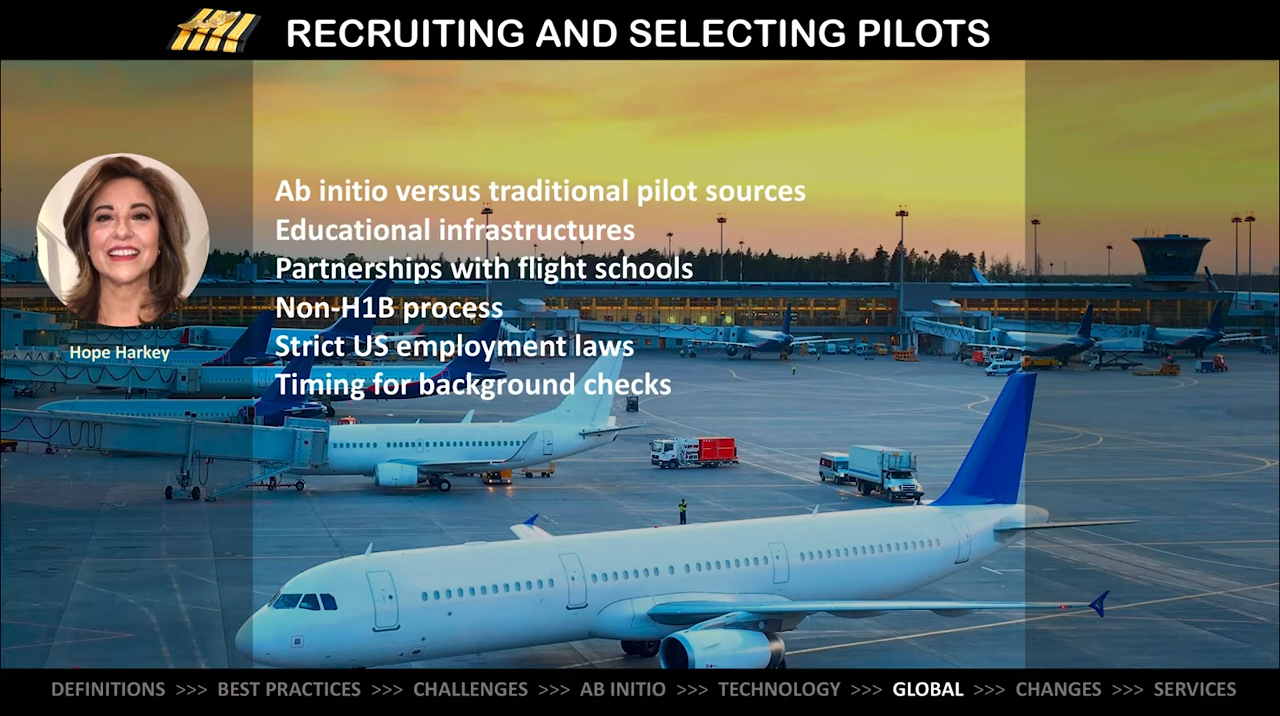 RECRUITING AND SELECTING PILOTS
Ab initio versus traditional pilot sources
Educational infrastructures
Partnerships with flight schools
Non-H1B process
Strict US employment laws
Timing for background checks
Hope Harkey
DEFINITIONS >>> BEST PRACTICES >>> CHALLENGES >>> AB INITIO >>> TECHNOLOGY >>> GLOBAL >>> CHANGES >>> SERVICES